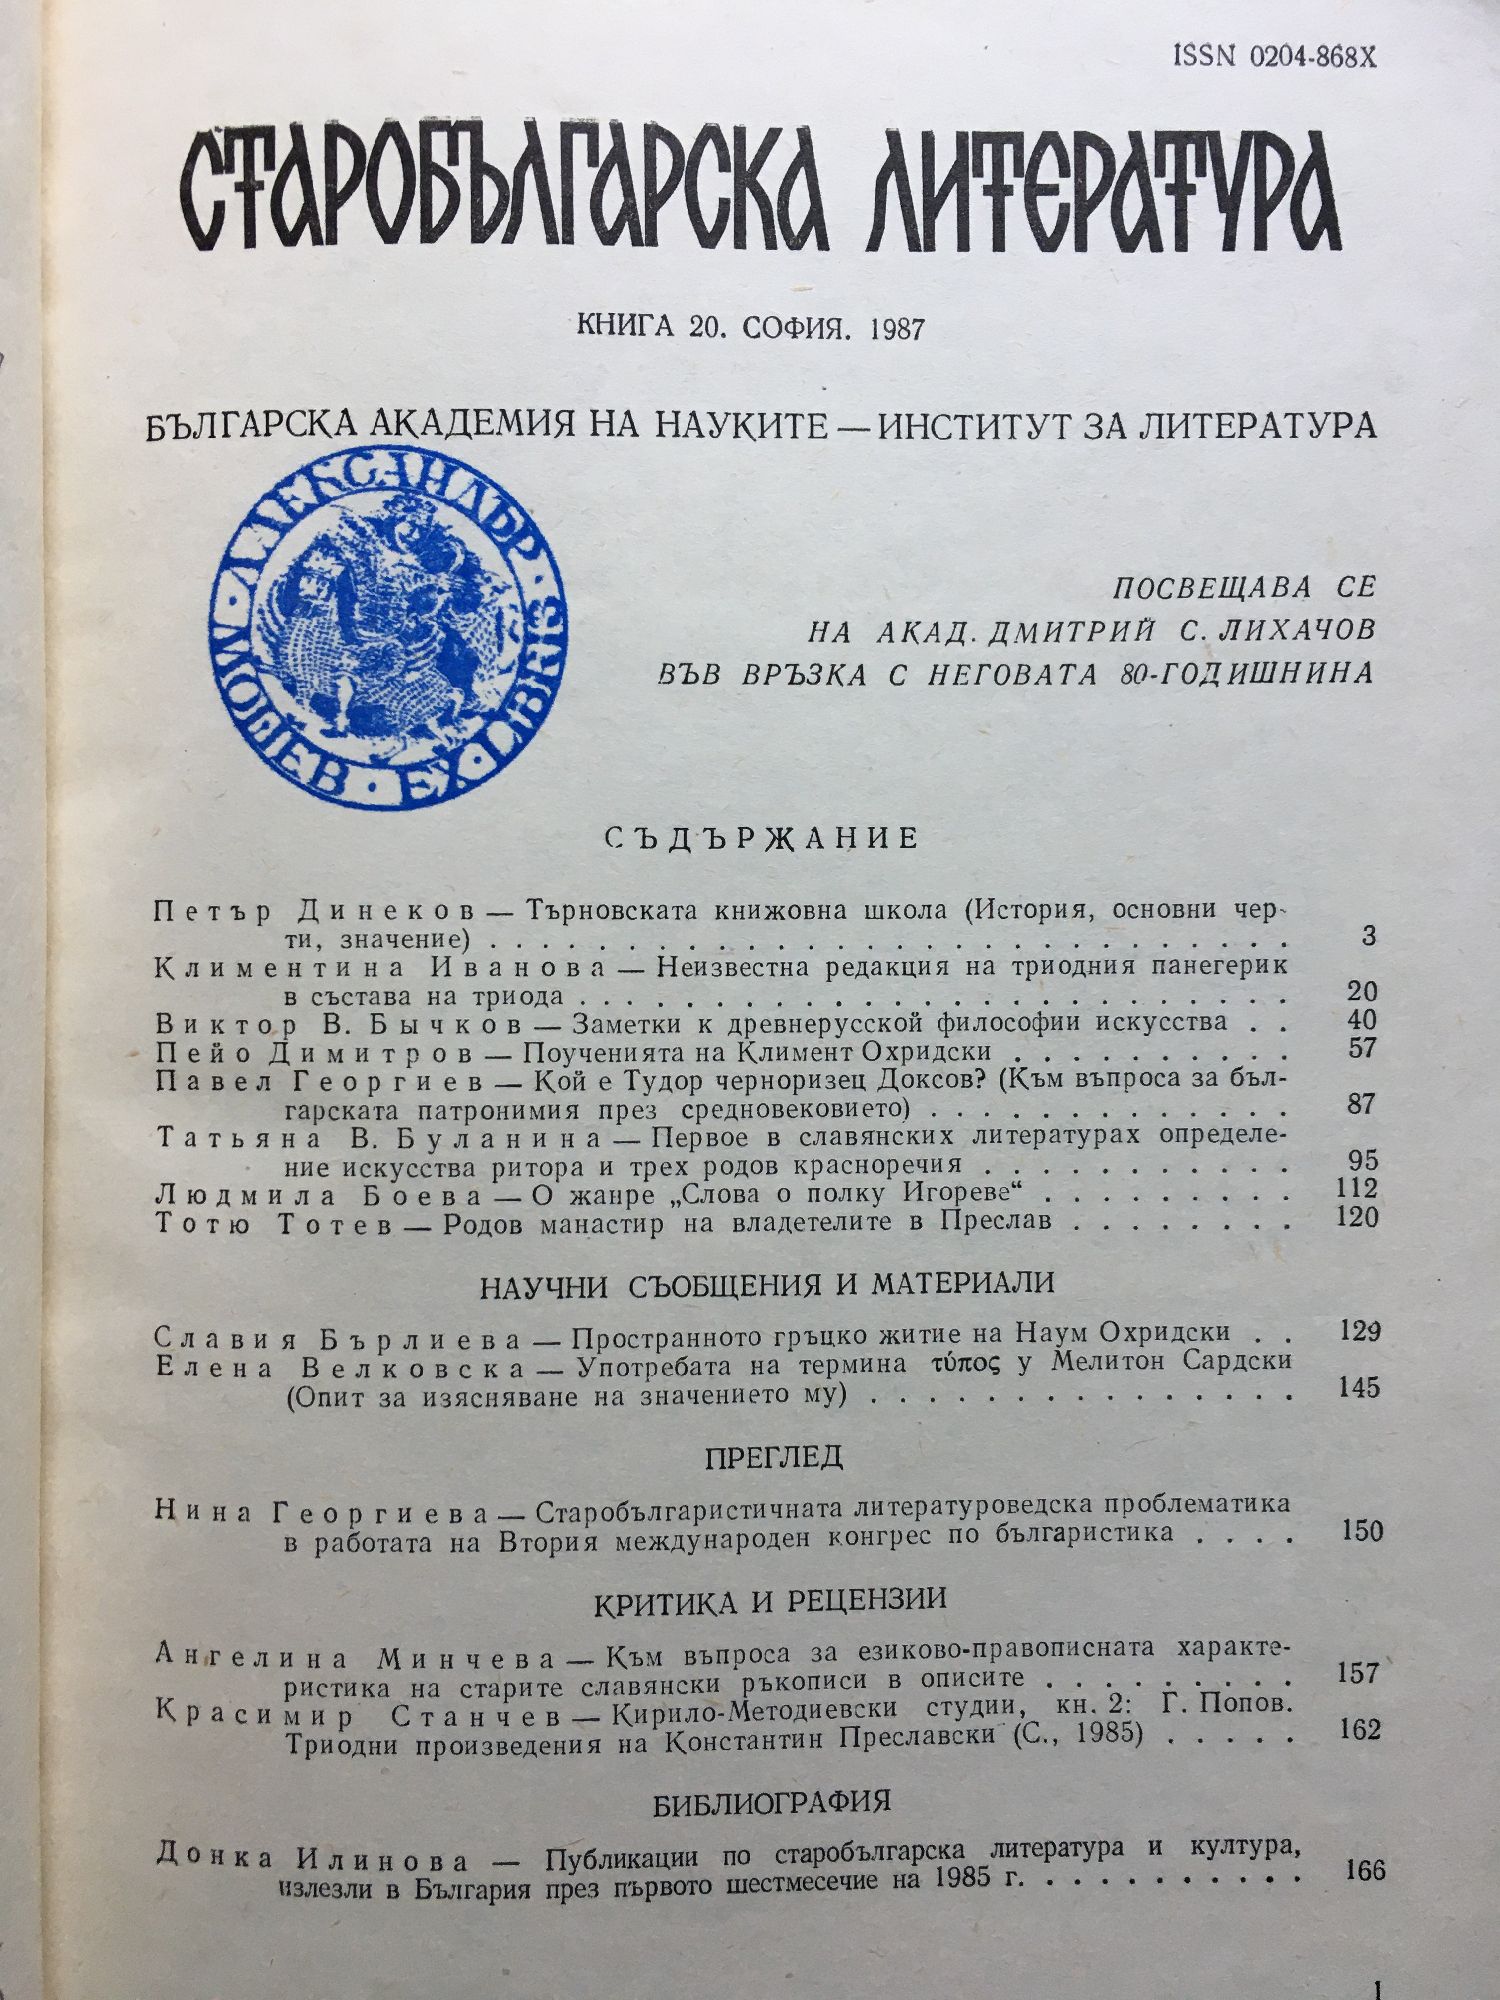 ISSN 0204-868X
СТАРОБЪЛГАРСКА ЛИТЕРАТУРА
КНИГА 20. СОФИЯ. 1987
БЪЛГАРСКА АКАДЕМИЯ НА НАУКИТЕ — ИНСТИТУТ ЗА ЛИТЕРАТУРА
АЛЕКСАНДЪР · EX · LIBRIS ·
ПОСВЕЩАВА СЕ
НА АКАД. ДМИТРИЙ С. ЛИХАЧОВ
ВЪВ ВРЪЗКА С НЕГОВАТА 80-ГОДИШНИНА
СЪДЪРЖАНИЕ
Петър Динеков — Търновската книжовна школа (История, основни чер-
ти, значение) . . . . . . . . . . . . . . . . . . . . . . . . . . . . . . 3
Климентина Иванова — Неизвестна редакция на триодния панегерик
в състава на триода . . . . . . . . . . . . . . . . . . . . . . . . . . 20
Виктор В. Бычков — Заметки к древнерусской философии искусства . . 40
Пейо Димитров — Поученията на Климент Охридски . . . . . . . . . . 57
Павел Георгиев — Кой е Тудор черноризец Доксов? (Към въпроса за бъл-
гарската патронимия през средновековието) . . . . . . . . . . . . . 87
Татьяна В. Буланина — Первое в славянских литературах определе-
ние искусства ритора и трех родов красноречия . . . . . . . . . . . 95
Людмила Боева — О жанре „Слова о полку Игореве“ . . . . . . . . . 112
Тотю Тотев — Родов манастир на владетелите в Преслав . . . . . . . . 120
НАУЧНИ СЪОБЩЕНИЯ И МАТЕРИАЛИ
Славия Бърлиева — Пространното гръцко житие на Наум Охридски . . 129
Елена Велковска — Употребата на термина τύπος у Мелитон Сардски
(Опит за изясняване на значението му) . . . . . . . . . . . . . . . 145
ПРЕГЛЕД
Нина Георгиева — Старобългаристичната литературоведска проблематика
в работата на Втория международен конгрес по българистика . . . . 150
КРИТИКА И РЕЦЕНЗИИ
Ангелина Минчева — Към въпроса за езиково-правописната характе-
ристика на старите славянски ръкописи в описите . . . . . . . . . 157
Красимир Станчев — Кирило-Методиевски студии, кн. 2: Г. Попов.
Триодни произведения на Константин Преславски (С., 1985) . . . . . 162
БИБЛИОГРАФИЯ
Донка Илинова — Публикации по старобългарска литература и култура,
излезли в България през първото шестмесечие на 1985 г. . . . . . . . . . . 166
1